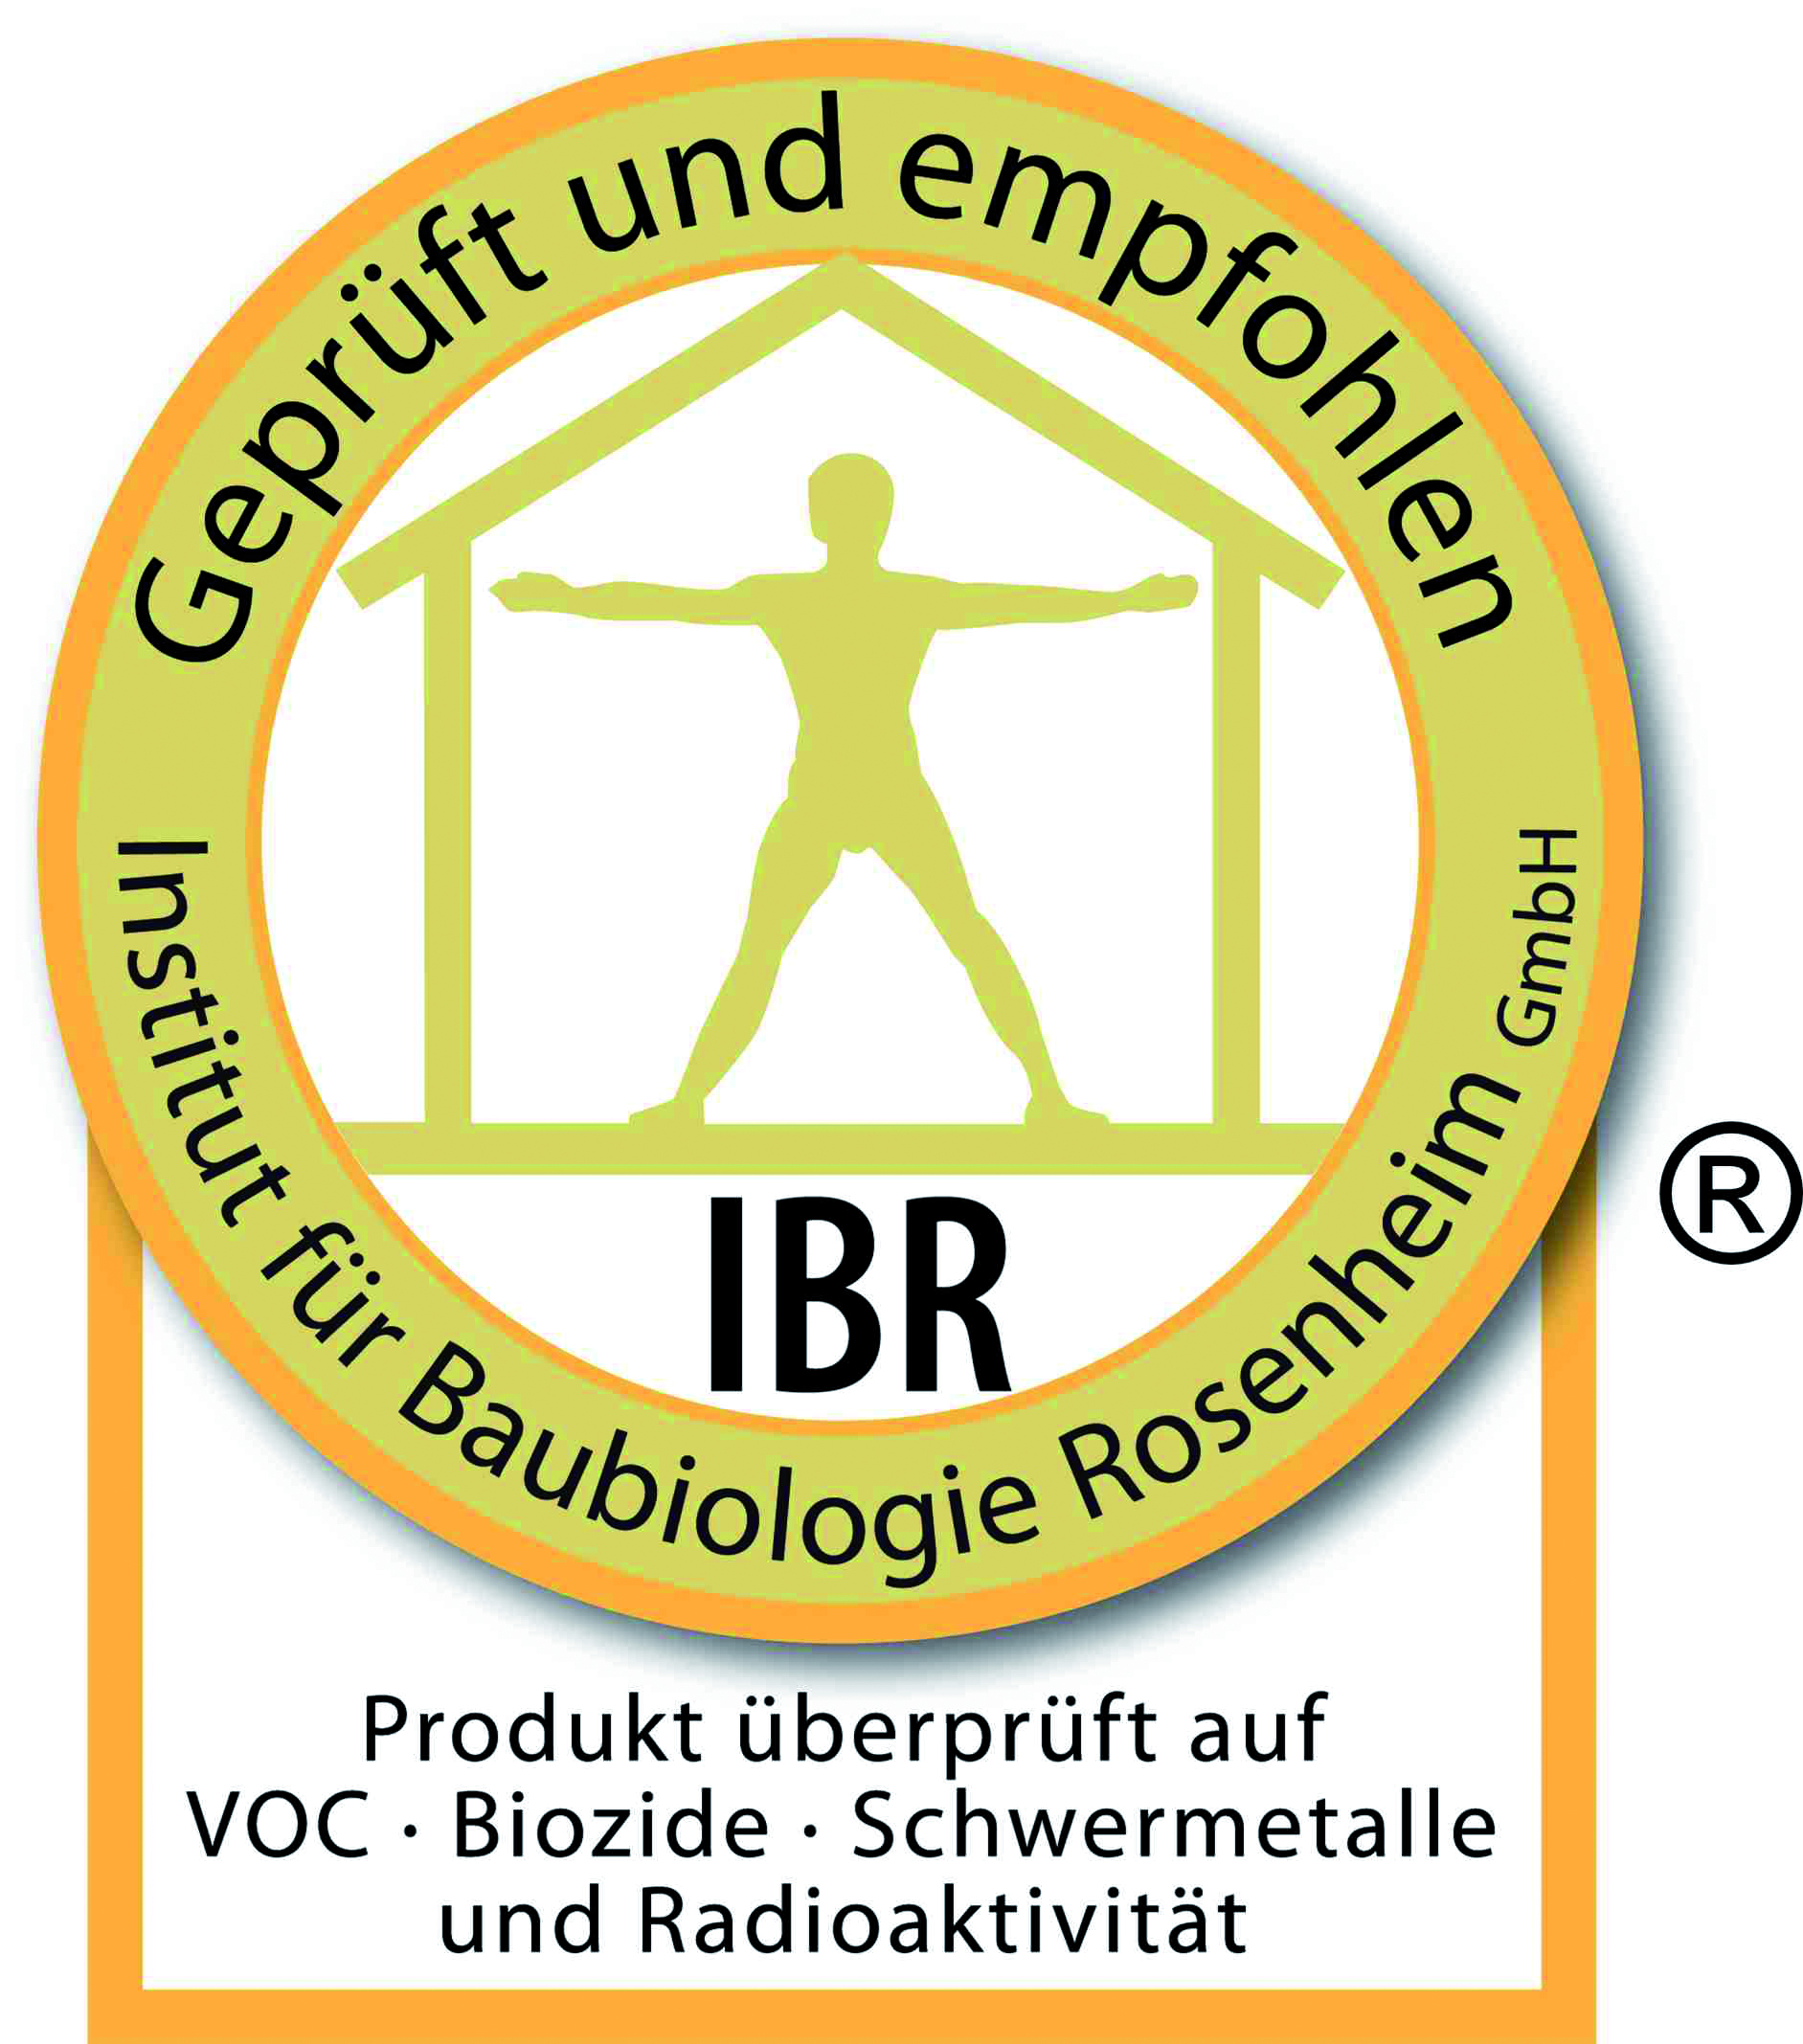 Geprüft und empfohlen
IBR
Institut für Baubiologie Rosenheim GmbH
®
Produkt überprüft auf
VOC · Biozide · Schwermetalle
und Radioaktivität